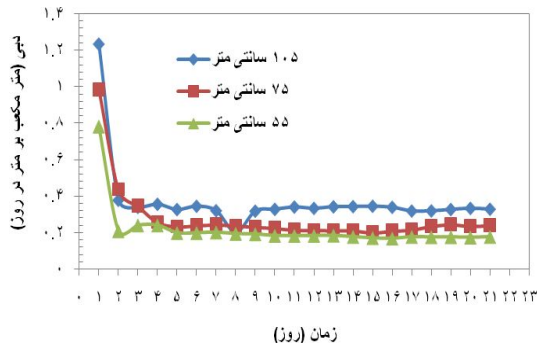 دبی (متر مکعب بر متر در روز)
۱.۴
۱.۲
۱
۰.۸
۰.۶
۰.۴
۰.۲
۰
۱۰۵ سانتی متر
۷۵ سانتی متر
۵۵ سانتی متر
۰ ۱ ۲ ۳ ۴ ۵ ۶ ۷ ۸ ۹ ۱۰ ۱۱ ۱۲ ۱۳ ۱۴ ۱۵ ۱۶ ۱۷ ۱۸ ۱۹ ۲۰ ۲۱ ۲۲ ۲۳
زمان (روز)